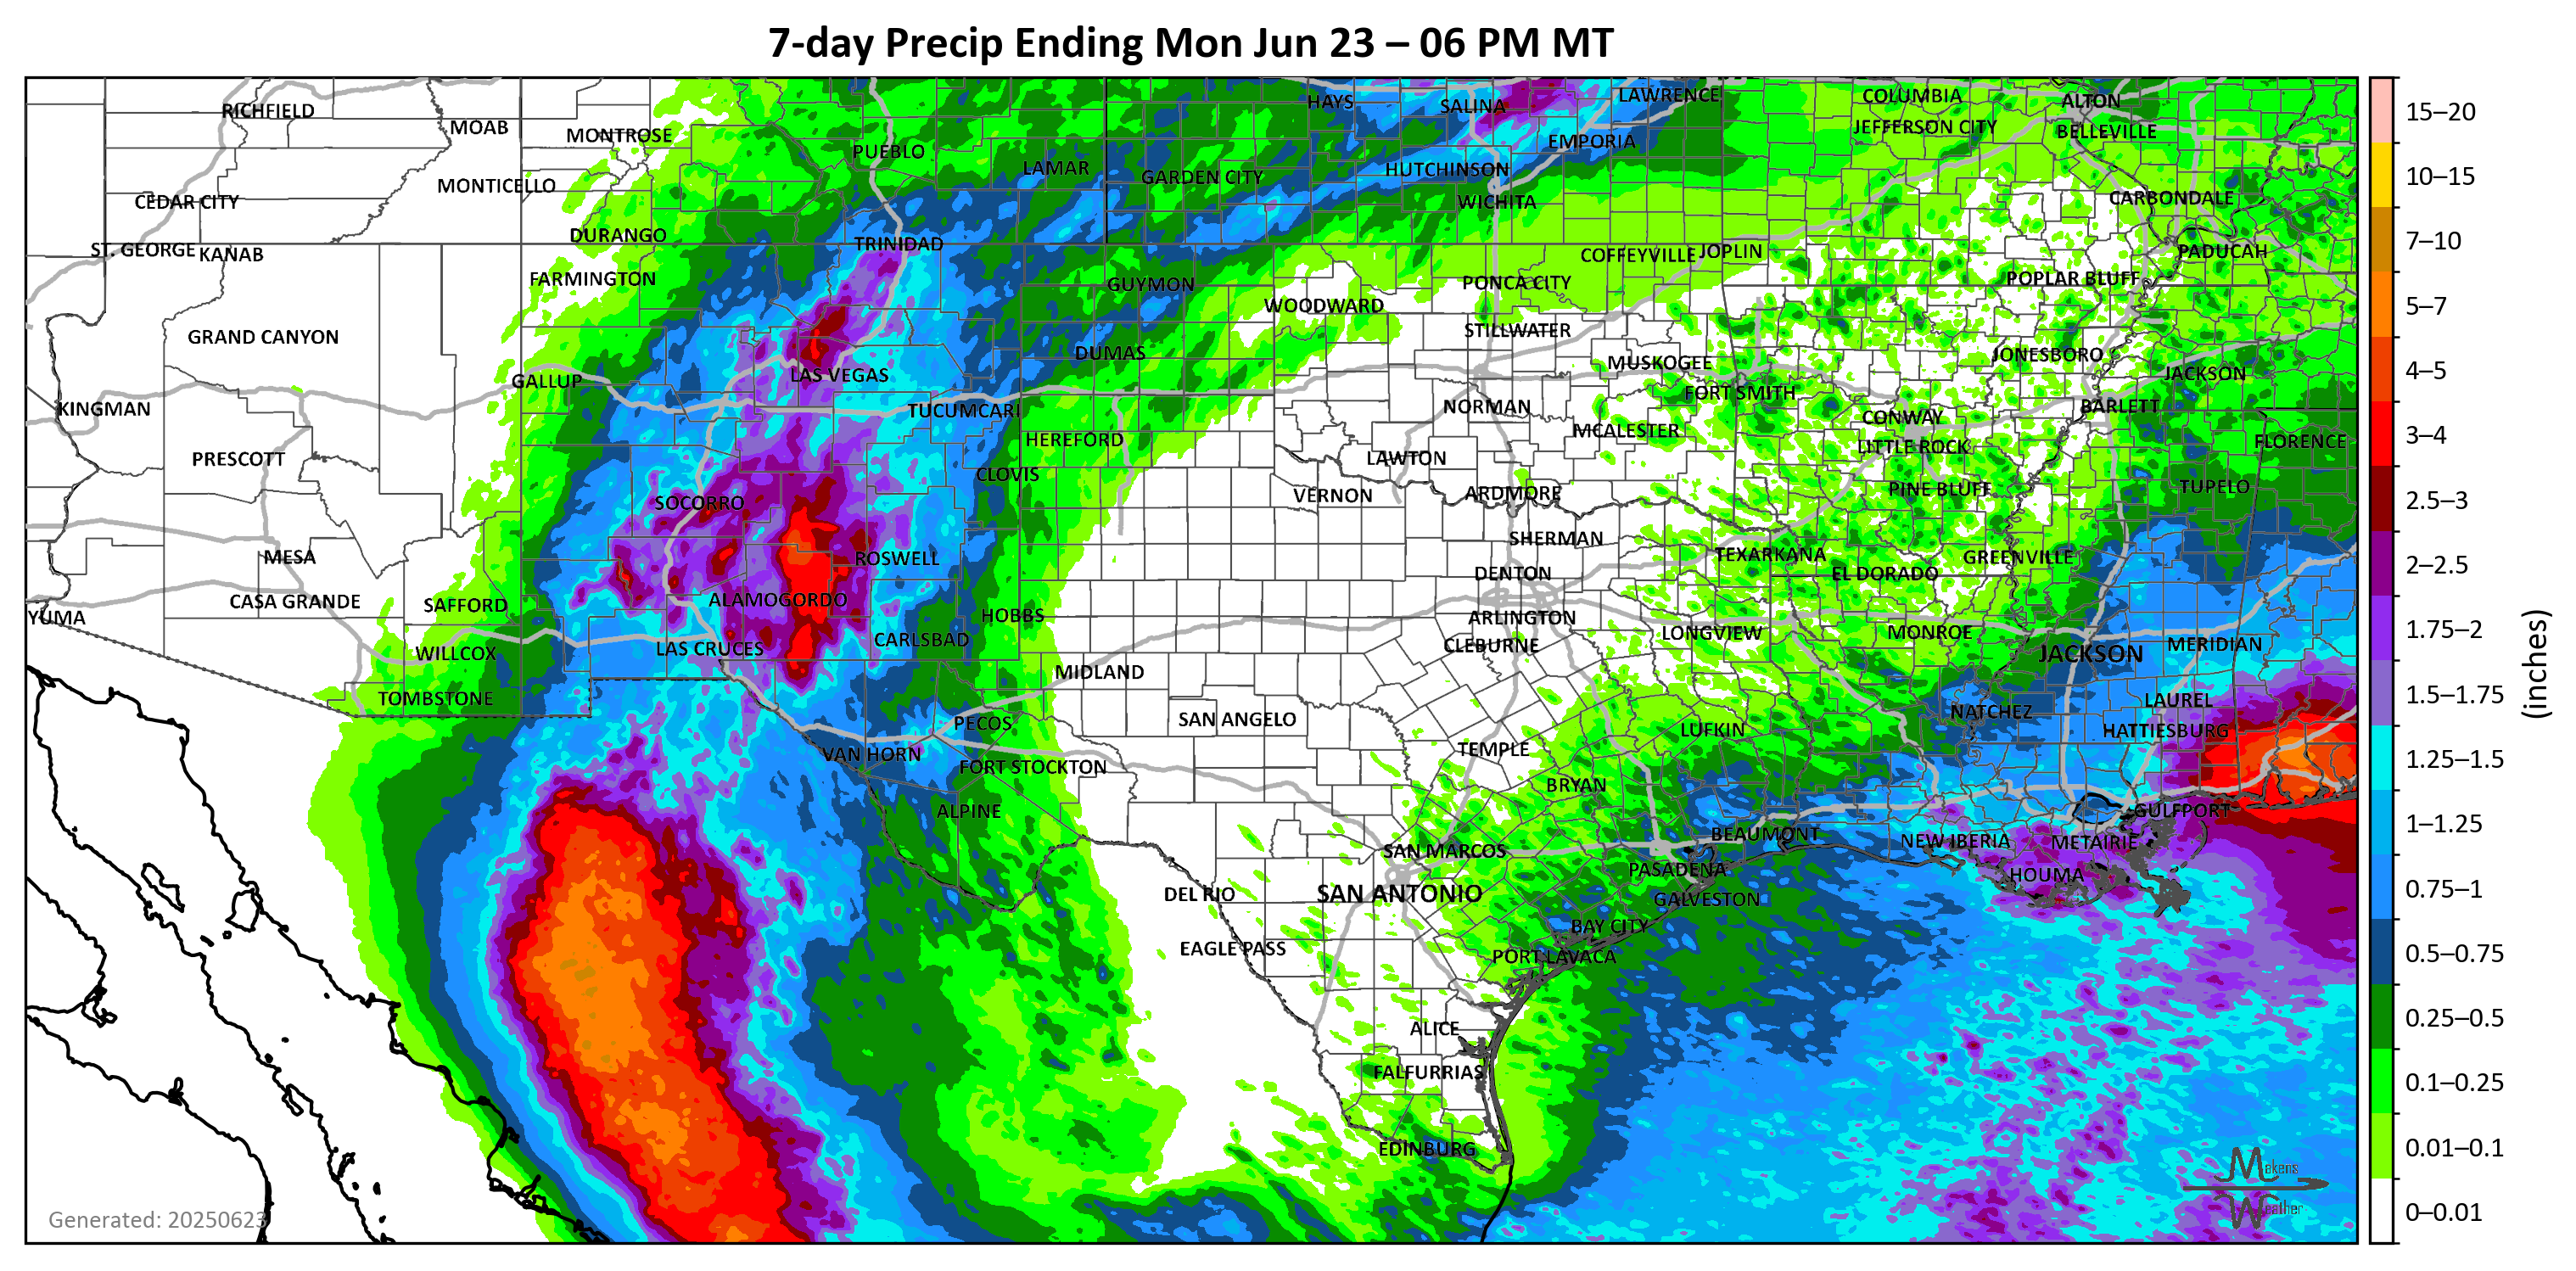 7-day Precip Ending Mon Jun 23 – 06 PM MT
RICHFIELD
MOAB
MONTROSE
PUEBLO
LAMAR
HAYS
SALINA
LAWRENCE
COLUMBIA
ALTON
JEFFERSON CITY
BELLEVILLE
EMPORIA
GARDEN CITY
HUTCHINSON
MONTICELLO
CEDAR CITY
WICHITA
CARBONDALE
DURANGO
TRINIDAD
ST. GEORGE
KANAB
COFFEYVILLE
JOPLIN
PADUCAH
FARMINGTON
GUYMON
PONCA CITY
POPLAR BLUFF
WOODWARD
GRAND CANYON
STILLWATER
DUMAS
MUSKOGEE
JONESBORO
LAS VEGAS
JACKSON
GALLUP
FORT SMITH
KINGMAN
TUCUMCARI
NORMAN
CONWAY
BARLETT
HEREFORD
MCALESTER
LITTLE ROCK
FLORENCE
PRESCOTT
CLOVIS
LAWTON
PINE BLUFF
TUPELO
SOCORRO
VERNON
ARDMORE
SHERMAN
MESA
ROSWELL
TEXARKANA
GREENVILLE
DENTON
EL DORADO
CASA GRANDE
SAFFORD
ALAMOGORDO
YUMA
HOBBS
ARLINGTON
LONGVIEW
MONROE
CARLSBAD
CLEBURNE
MERIDIAN
WILLCOX
LAS CRUCES
JACKSON
MIDLAND
TOMBSTONE
LAUREL
NATCHEZ
SAN ANGELO
PECOS
LUFKIN
HATTIESBURG
VAN HORN
TEMPLE
FORT STOCKTON
BRYAN
ALPINE
GULFPORT
BEAUMONT
NEW IBERIA
METAIRIE
SAN MARCOS
PASADENA
HOUMA
DEL RIO
SAN ANTONIO
GALVESTON
BAY CITY
EAGLE PASS
PORT LAVACA
ALICE
FALFURRIAS
EDINBURG
Generated: 20250623
Mekens
Weather
15–20
10–15
7–10
5–7
4–5
3–4
2.5–3
2–2.5
1.75–2
1.5–1.75
1.25–1.5
1–1.25
0.75–1
0.5–0.75
0.25–0.5
0.1–0.25
0.01–0.1
0–0.01
(inches)